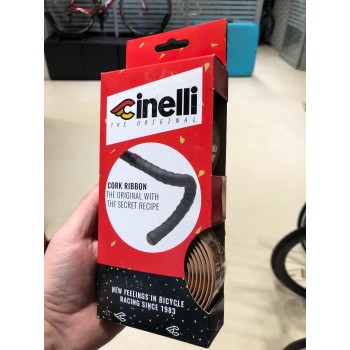 cinelli
THE ORIGINAL
CORK RIBBON
THE ORIGINAL WITH
THE SECRET RECIPE
NEW FEELINGS IN BICYCLE
RACING SINCE 1983